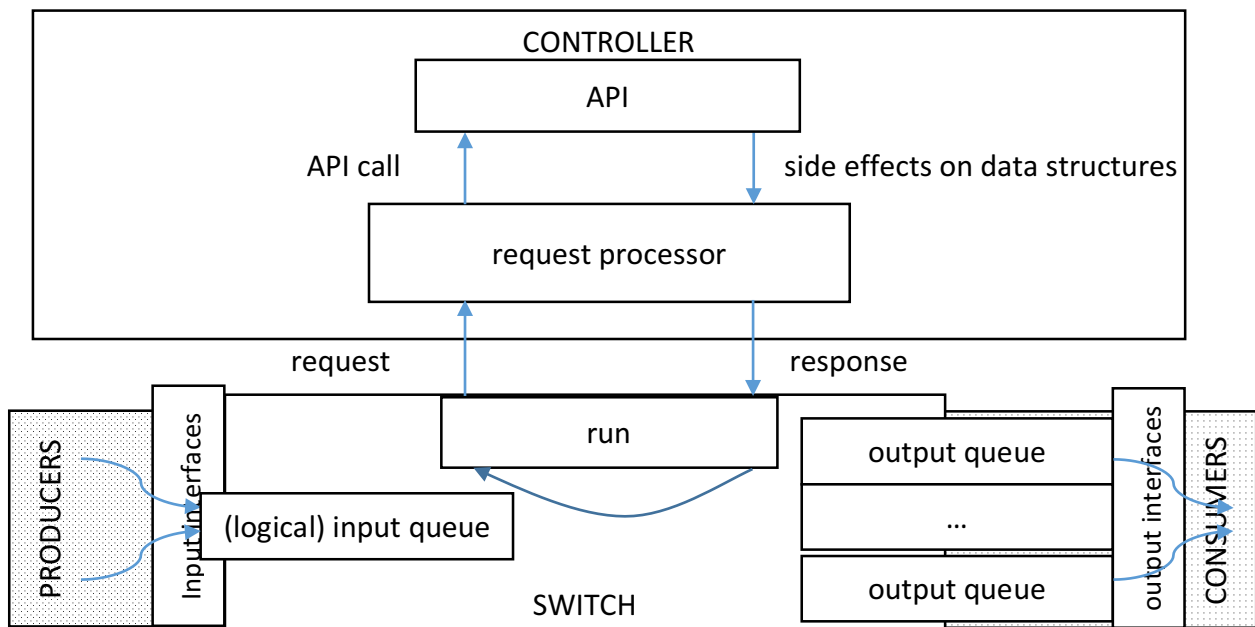 CONTROLLER
API
API call
side effects on data structures
request processor
request
response
PRODUCERS
Input interfaces
run
(logical) input queue
SWITCH
output queue
...
output queue
output interfaces
CONSUMERS